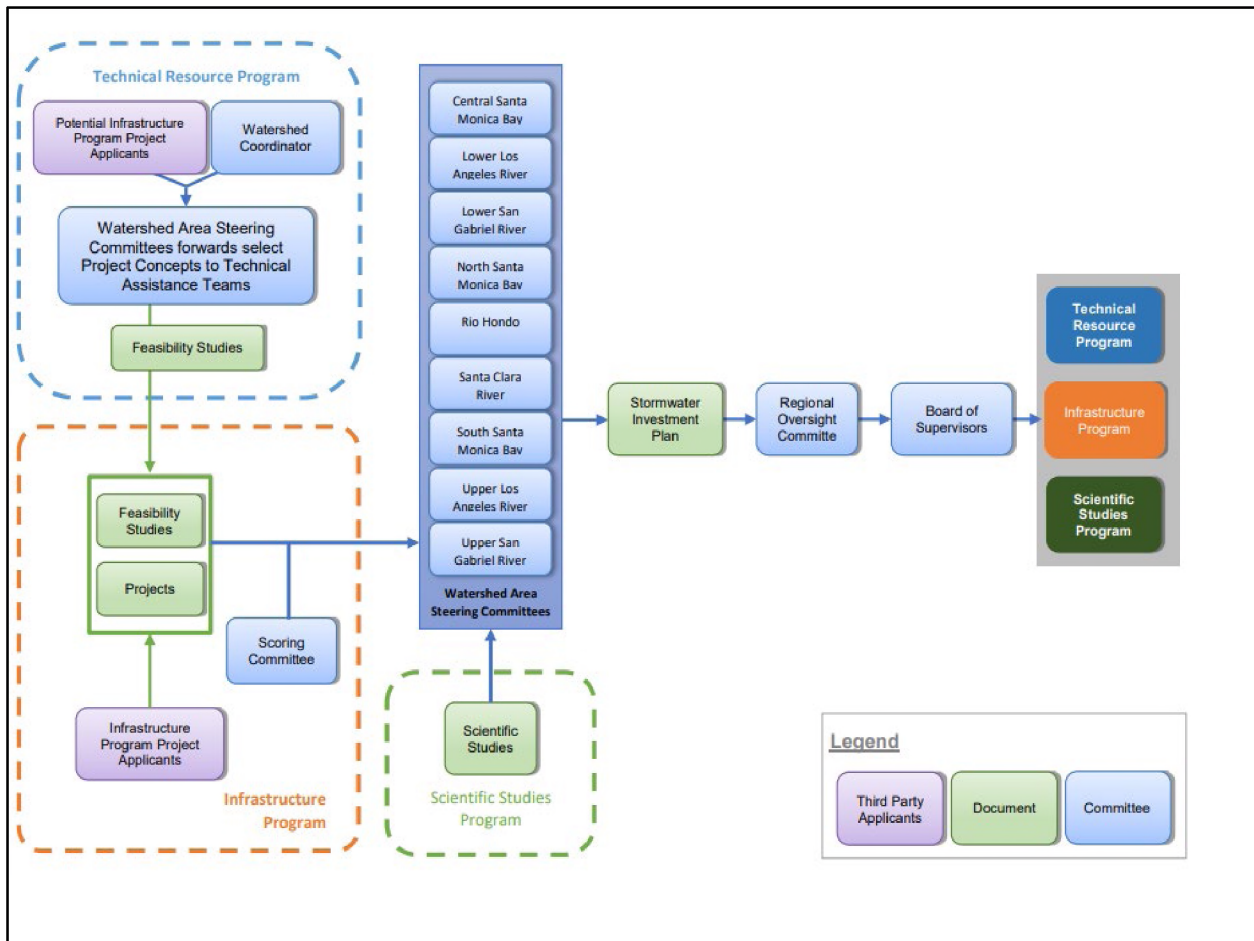 Technical Resource Program
Potential Infrastructure
Program Project
Applicants
Watershed
Coordinator
Watershed Area Steering
Committees forwards select
Project Concepts to Technical
Assistance Teams
Feasibility Studies
Feasibility
Studies
Projects
Scoring
Committee
Infrastructure
Program Project
Applicants
Infrastructure
Program
Central Santa
Monica Bay
Lower Los
Angeles River
Lower San
Gabriel River
North Santa
Monica Bay
Rio Hondo
Santa Clara
River
South Santa
Monica Bay
Upper Los
Angeles River
Upper San
Gabriel River
Watershed Area
Steering Committees
Scientific
Studies
Scientific Studies
Program
Stormwater
Investment
Plan
Regional
Oversight
Committe
Board of
Supervisors
Technical
Resource
Program
Infrastructure
Program
Scientific
Studies
Program
Legend
Third Party
Applicants
Document
Committee